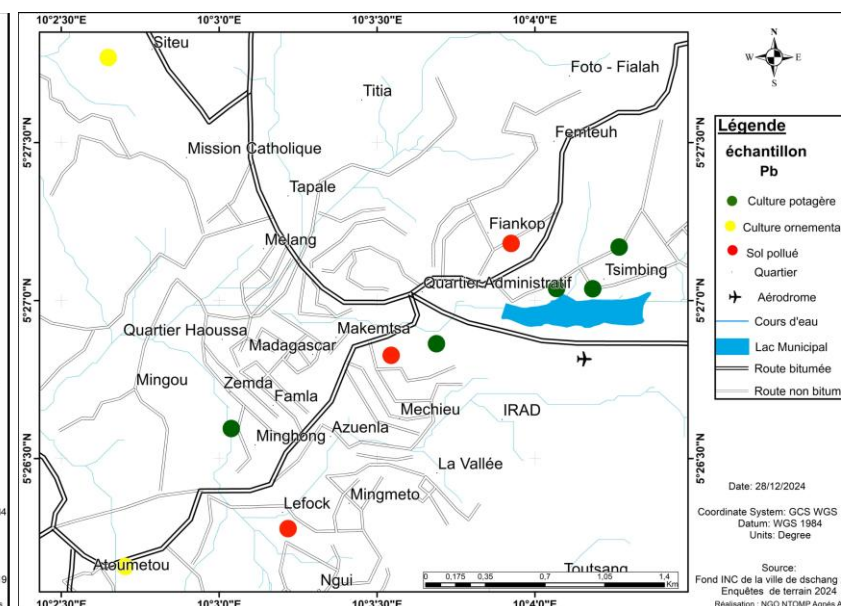 10°2'30"E 10°3'0"E 10°3'30"E 10°4'0"E
N
W E
S
Siteu
Foto - Fialah
Titia
5°27'30"N
5°27'30"N
Femteuh
Mission Catholique
Tapale
Fiankop
Melang
Tsimbing
Quartier Administratif
5°27'0"N
5°27'0"N
Quartier Haoussa
Makemtsa
Madagascar
Mingou
Zemda
Famla
Mechieu
IRAD
Azuenla
Minghong
5°26'30"N
5°26'30"N
La Vallée
Mingmeto
Lefock
Atoumetou
Toutsang
Ngui
0 0,175 0,35 0,7 1,05 1,4
Km
10°2'30"E 10°3'0"E 10°3'30"E 10°4'0"E
Légende
échantillon
Pb
Culture potagère
Culture ornementa
Sol pollué
Quartier
Aérodrome
Cours d'eau
Lac Municipal
Route bitumée
Route non bitum
Date: 28/12/2024
Coordinate System: GCS WGS
Datum: WGS 1984
Units: Degree
Source:
Fond INC de la ville de dschang
Enquêtes de terrain 2024
Réalisation : NGO NTOMP Agnès A